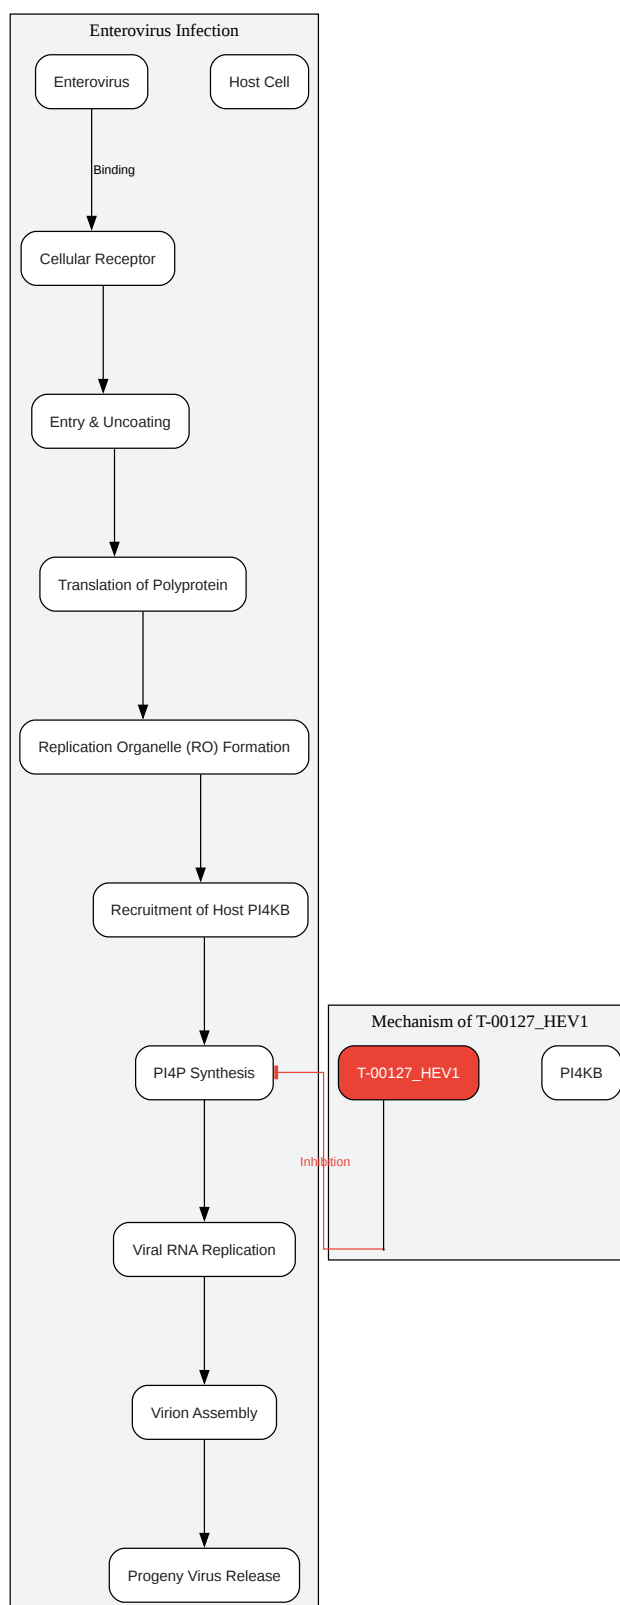 Enterovirus Infection
Enterovirus
Host Cell
Binding
Cellular Receptor
Entry & Uncoating
Translation of Polyprotein
Replication Organelle (RO) Formation
Recruitment of Host PI4KB
Mechanism of T-00127_HEV1
PI4P Synthesis
T-00127_HEV1
PI4KB
Inhibition
Viral RNA Replication
Virion Assembly
Progeny Virus Release